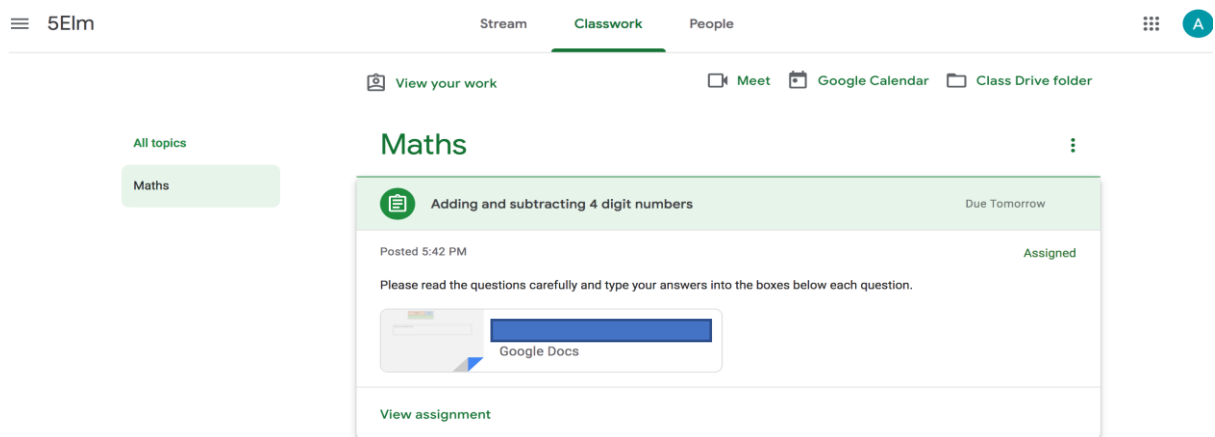 5Elm
Stream Classwork People
A
View your work
Meet Google Calendar Class Drive folder
All topics
Maths
Maths
Adding and subtracting 4 digit numbers Due Tomorrow
Posted 5:42 PM Assigned
Please read the questions carefully and type your answers into the boxes below each question.
Google Docs
View assignment